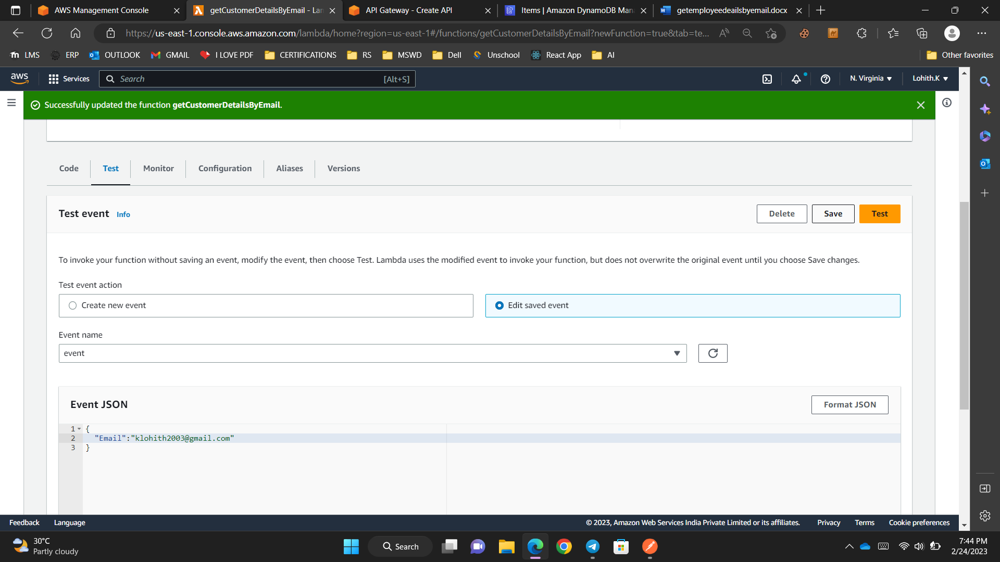 AWS Management Console
getCustomerDetailsByEmail - Lan
API Gateway - Create API
Items | Amazon DynamoDB Man
getemployeedeailsbyemail.docx
https://us-east-1.console.aws.amazon.com/lambda/home?region=us-east-1#/functions/getCustomerDetailsByEmail?newFunction=true&tab=te...
LMS
ERP
OUTLOOK
GMAIL
I LOVE PDF
CERTIFICATIONS
RS
MSWD
Dell
Unschool
React App
AI
Other favorites
aws
Services
Search
[Alt+S]
N. Virginia
Lohith.K
Successfully updated the function getCustomerDetailsByEmail.
Code
Test
Monitor
Configuration
Aliases
Versions
Test event Info
Delete
Save
Test
To invoke your function without saving an event, modify the event, then choose Test. Lambda uses the modified event to invoke your function, but does not overwrite the original event until you choose Save changes.
Test event action
Create new event
Edit saved event
Event name
event
Event JSON
Format JSON
1 {
2 "Email":"klohith2003@gmail.com"
3 }
Feedback
Language
© 2023, Amazon Web Services India Private Limited or its affiliates.
Privacy
Terms
Cookie preferences
30°C
Partly cloudy
Search
7:44 PM
2/24/2023